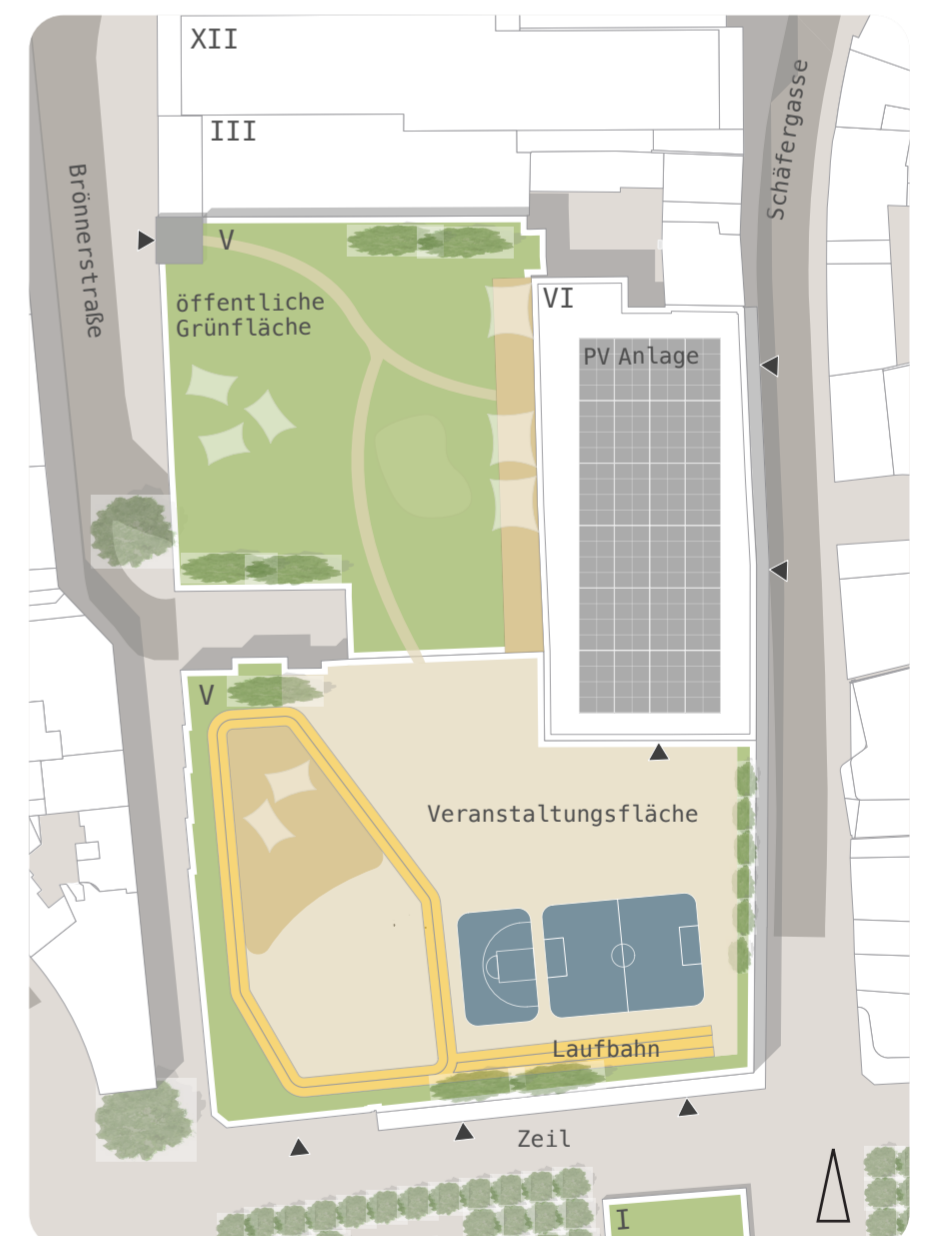 XII
III
Schäfergasse
Brönnerstraße
V
öffentliche
Grünfläche
VI
PV Anlage
V
Veranstaltungsfläche
Laufbahn
Zeil
I